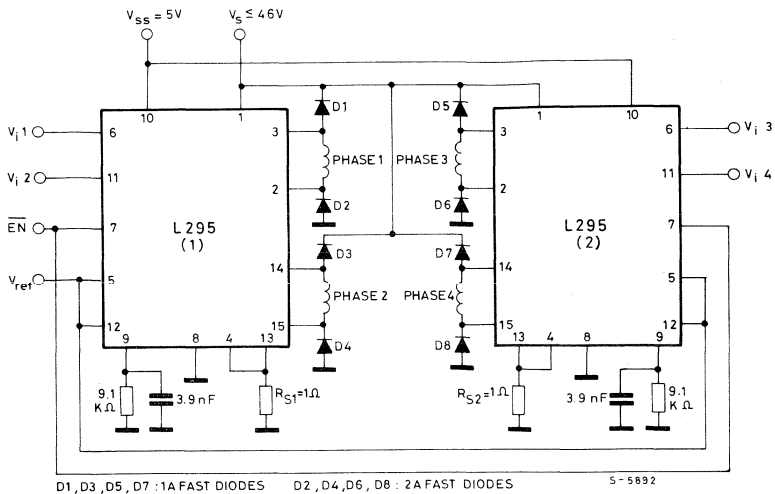 VSS = 5V
VS ≤ 46V
10
1
D1
D5
1
10
Vi 1
6
3
PHASE 1
PHASE 3
3
6
Vi 3
Vi 2
11
2
D2
D6
2
11
Vi 4
EN
7
L295
(1)
L295
(2)
7
Vref
5
14
D3
D7
14
5
PHASE 2
PHASE 4
12
15
D4
D8
15
12
9
8
4
13
13
4
8
9
9.1
KΩ
3.9 nF
RS1=1Ω
RS2=1Ω
3.9 nF
9.1
KΩ
D1, D3, D5, D7 : 1A FAST DIODES
D2, D4, D6, D8 : 2A FAST DIODES
S-5892